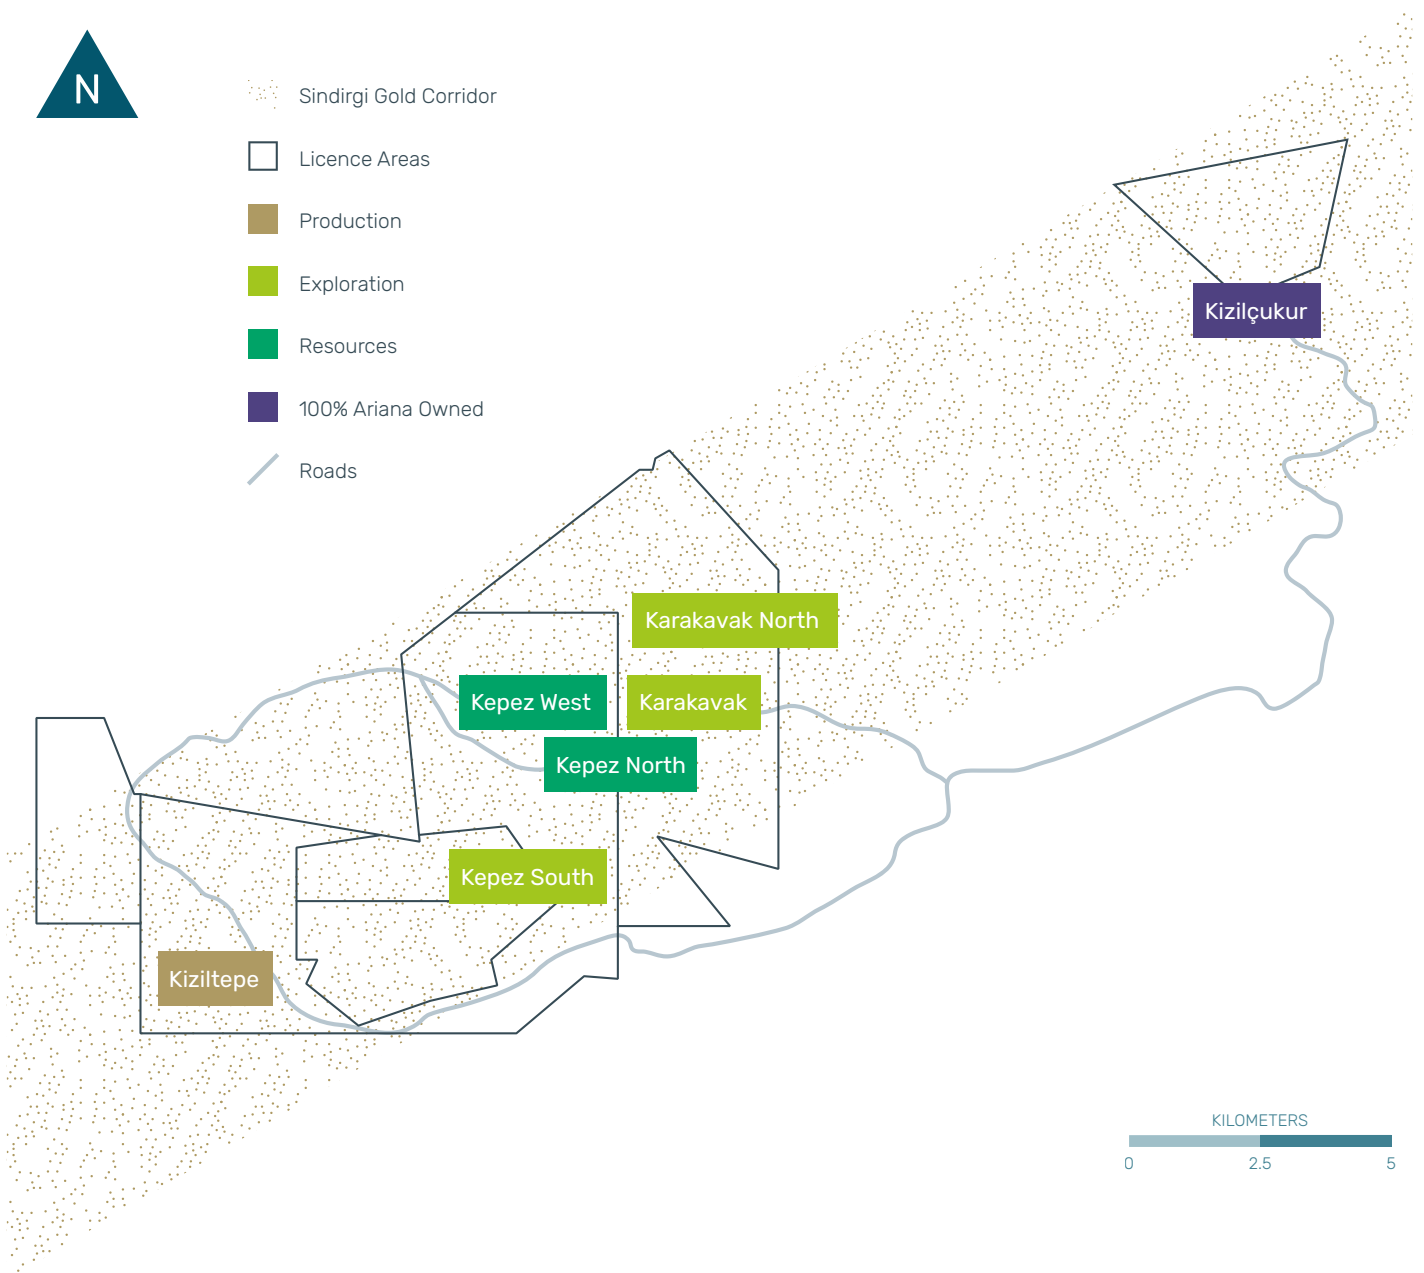 N
Sindirgi Gold Corridor
Licence Areas
Production
Exploration
Resources
100% Ariana Owned
Roads
Kizilçukur
Karakavak North
Kepez West
Karakavak
Kepez North
Kepez South
Kiziltepe
KILOMETERS
0 2.5 5